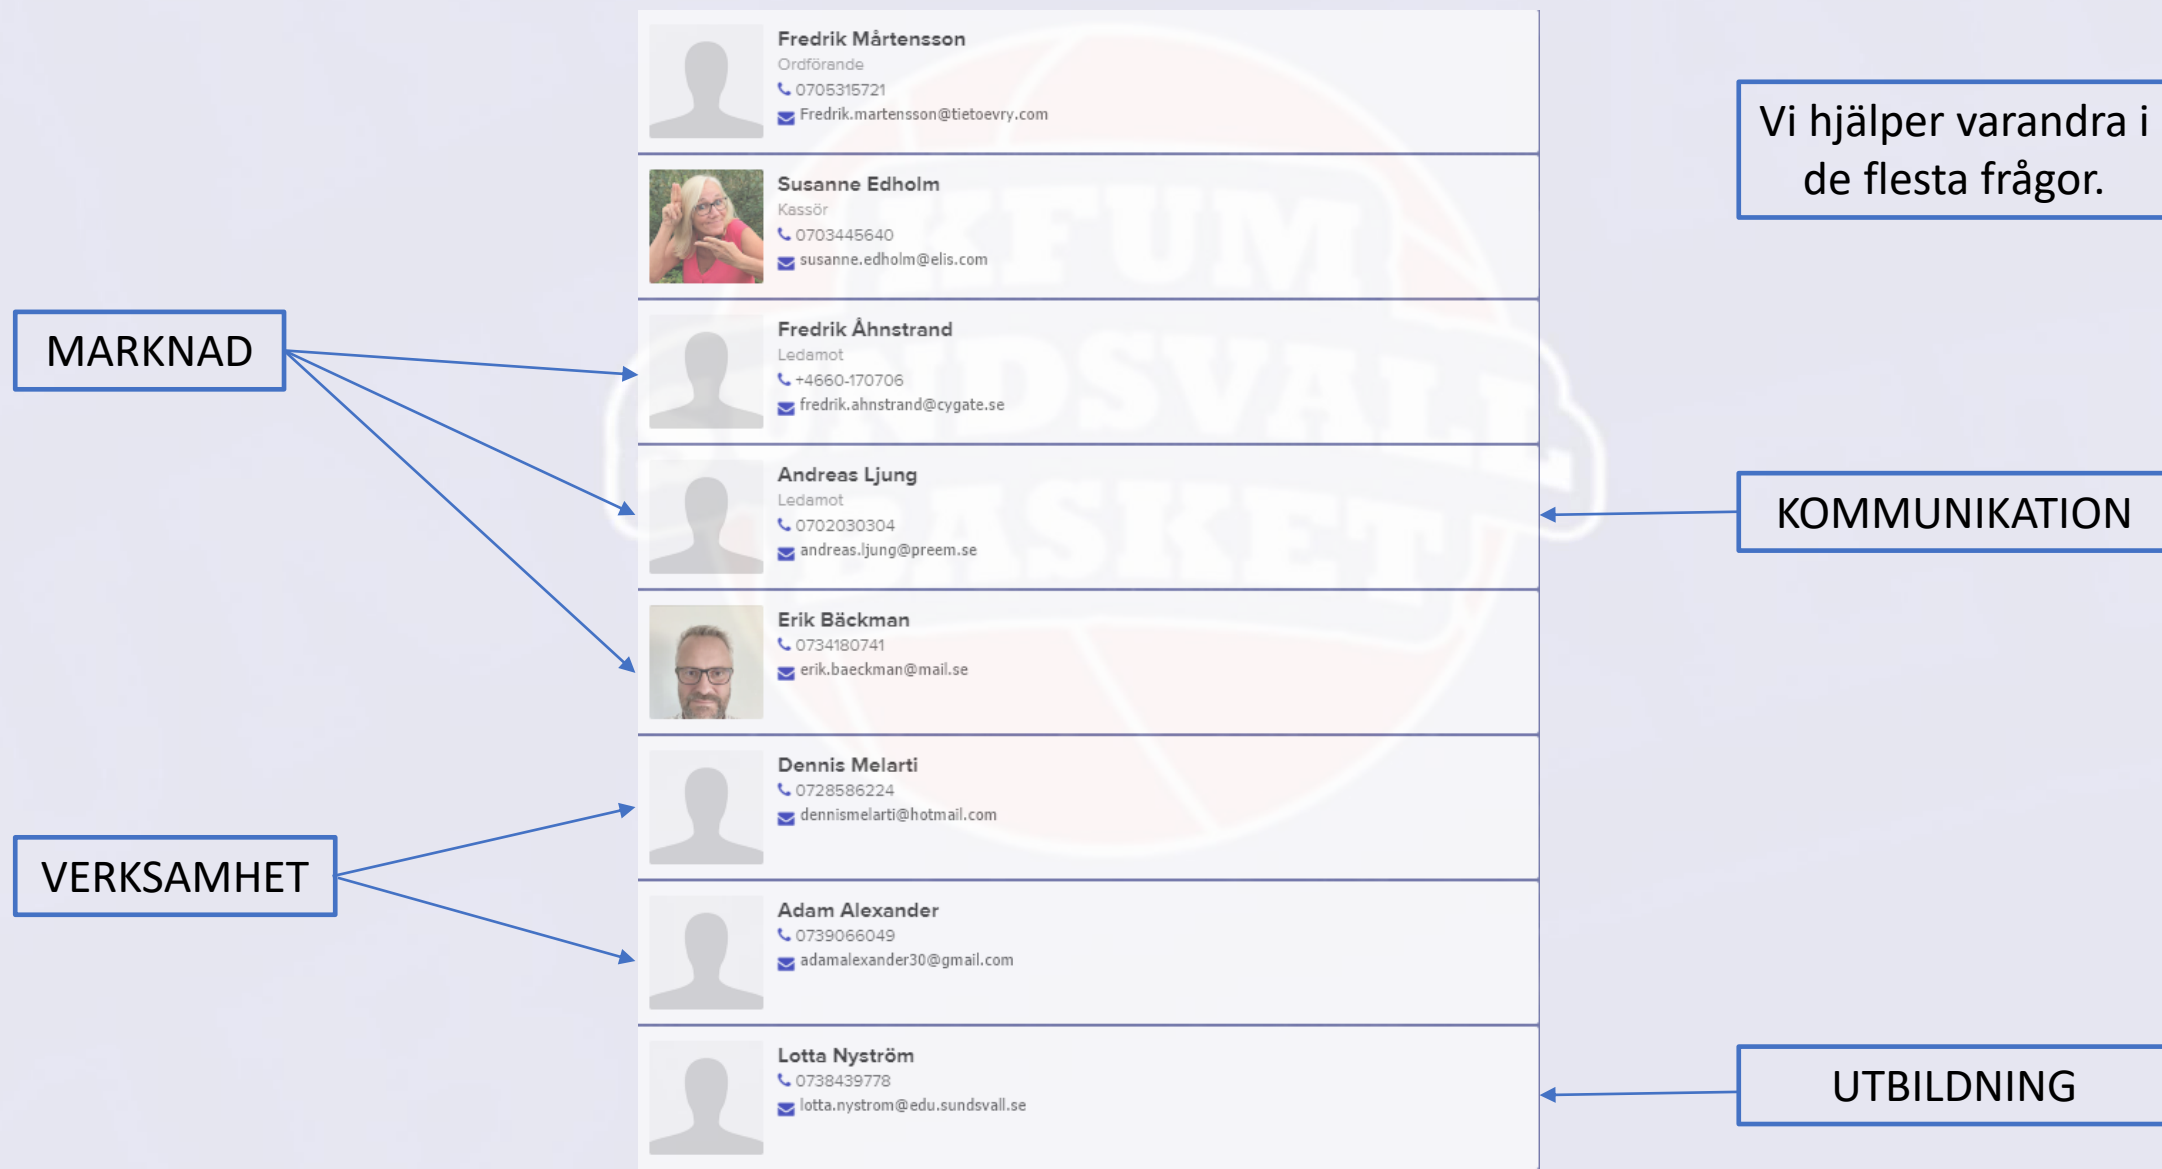 Fredrik Mårtensson
Ordförande
0705315721
Fredrik.martensson@tietoevry.com
Vi hjälper varandra i
de flesta frågor.
Susanne Edholm
Kassör
0703445640
susanne.edholm@elis.com
MARKNAD
Fredrik Åhnstrand
Ledamot
+4660-170706
fredrik.ahnstrand@cygate.se
Andreas Ljung
Ledamot
0702030304
andreas.ljung@preem.se
KOMMUNIKATION
Erik Bäckman
0734180741
erik.baeckman@mail.se
Dennis Melarti
0728586224
dennismelarti@hotmail.com
VERKSAMHET
Adam Alexander
0739066049
adamalexander30@gmail.com
Lotta Nyström
0738439778
lotta.nystrom@edu.sundsvall.se
UTBILDNING
KFUM
SUNDSVALL
BASKET